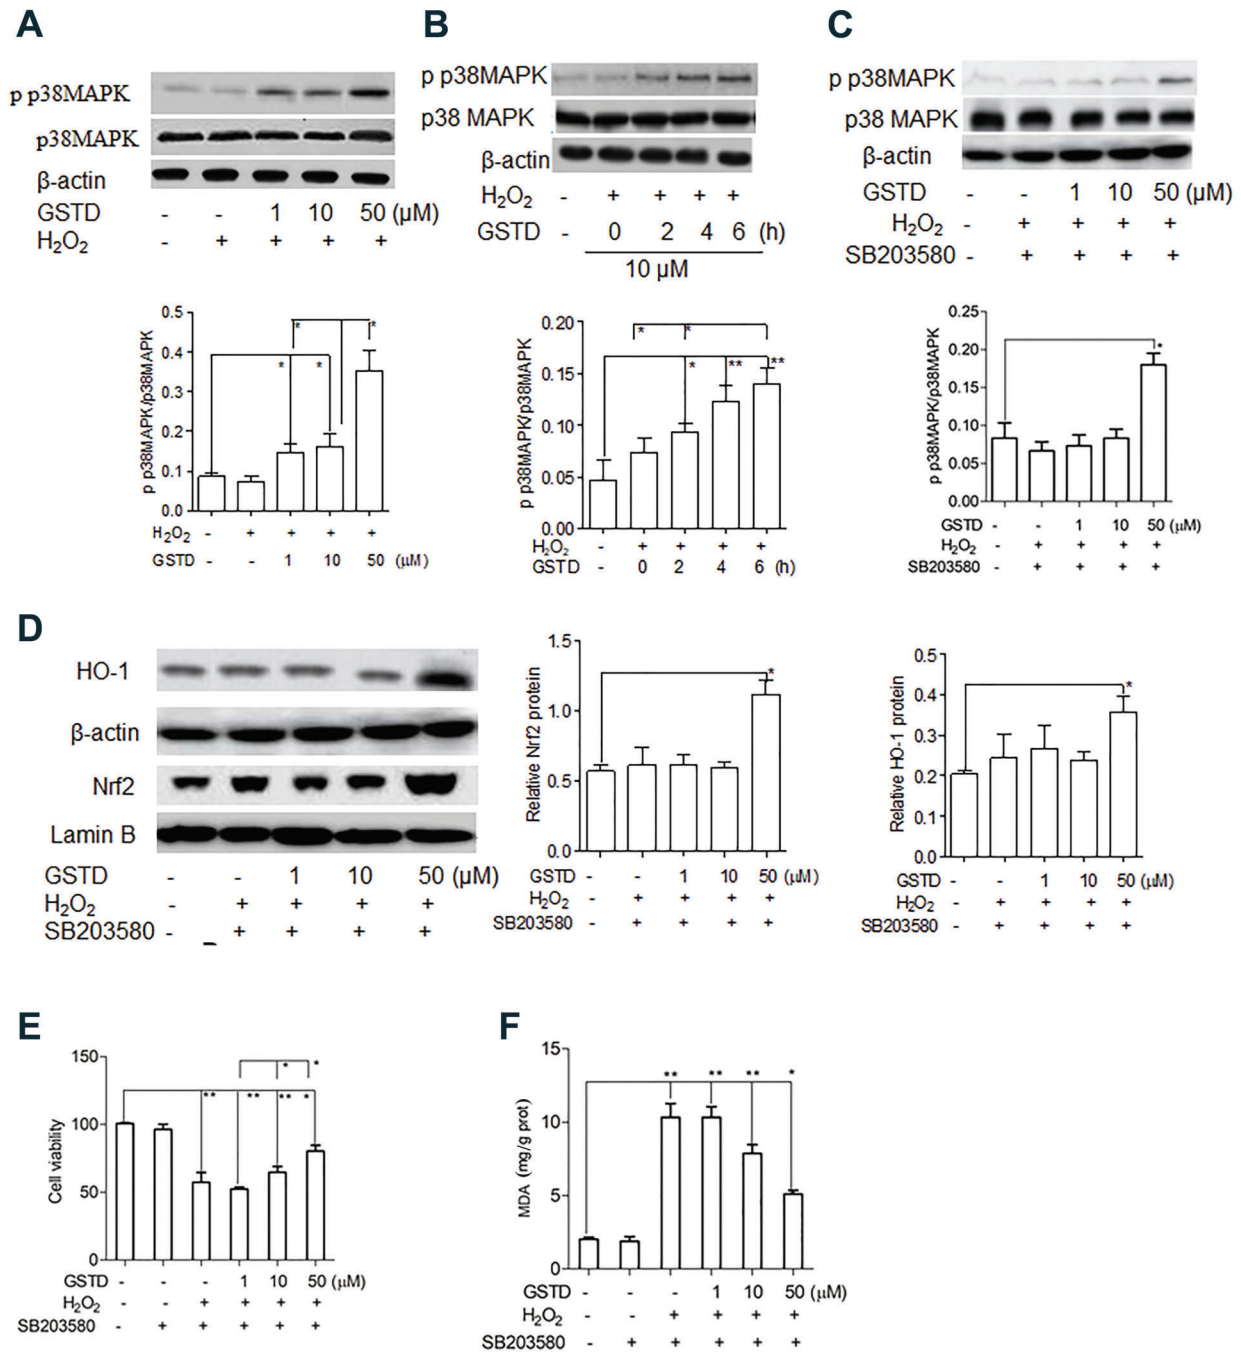 A
p p38MAPK
p38MAPK
β-actin
GSTD - - 1 10 50 (µM)
H₂O₂ - + + + +
p p38MAPK/p38MAPK
0.5
0.4
0.3
0.2
0.1
0.0
* *
* *
H₂O₂ - + + + +
GSTD - - 1 10 50 (µM)
B
p p38MAPK
p38 MAPK
β-actin
H₂O₂ - + + + +
GSTD - 0 2 4 6 (h)
10 µM
p p38MAPK/p38MAPK
0.20
0.15
0.10
0.05
0.00
* *
* ** **
H₂O₂ - + + + +
GSTD - 0 2 4 6 (h)
C
p p38MAPK
p38 MAPK
β-actin
GSTD - - 1 10 50 (µM)
H₂O₂ - + + + +
SB203580 - + + + +
p p38MAPK/p38MAPK
0.25
0.20
0.15
0.10
0.05
0.00
*
GSTD - - 1 10 50 (µM)
H₂O₂ - + + + +
SB203580 - + + + +
D
HO-1
β-actin
Nrf2
Lamin B
GSTD - - 1 10 50 (µM)
H₂O₂ - + + + +
SB203580 - + + + +
Relative Nrf2 protein
1.5
1.0
0.5
0.0
*
GSTD - - 1 10 50 (µM)
H₂O₂ - + + + +
SB203580 - + + + +
Relative HO-1 protein
0.5
0.4
0.3
0.2
0.1
0.0
*
GSTD - - 1 10 50 (µM)
H₂O₂ - + + + +
SB203580 - + + + +
E
Cell viability
150
100
50
0
* *
** ** ** *
GSTD - - - 1 10 50 (µM)
H₂O₂ - - + + + +
SB203580 - + + + + +
F
MDA (mg/g prot)
15
10
5
0
** ** ** *
GSTD - - - 1 10 50 (µM)
H₂O₂ - - + + + +
SB203580 - + + + + +